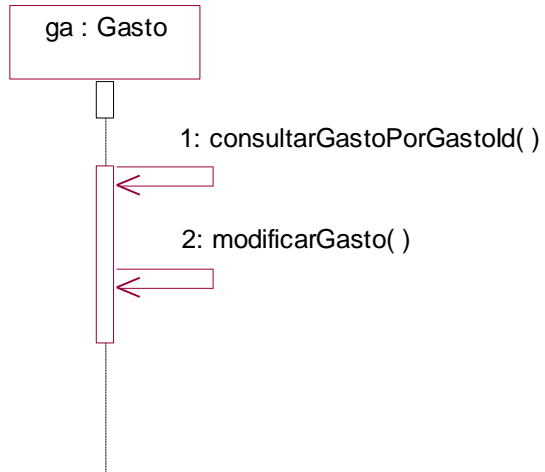 ga : Gasto
1: consultarGastoPorGastoId( )
2: modificarGasto( )